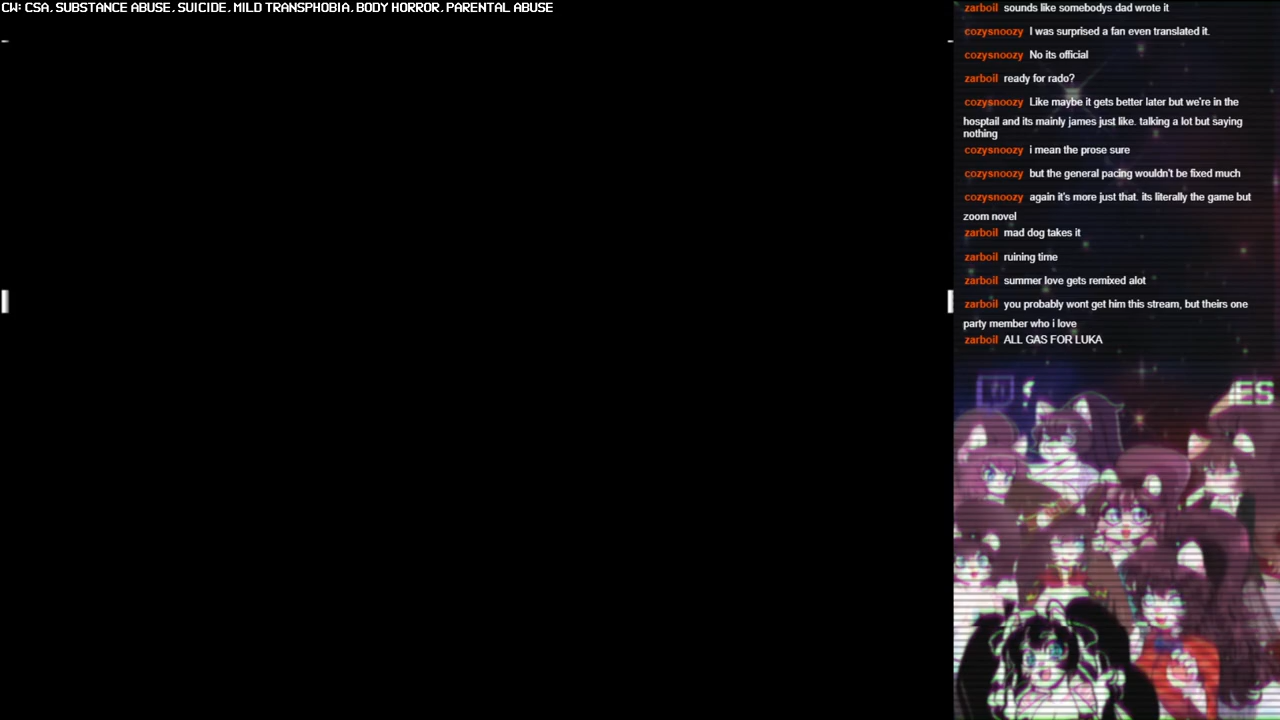 CW: CSA, SUBSTANCE ABUSE, SUICIDE, MILD TRANSPHOBIA, BODY HORROR, PARENTAL ABUSE
zarboil sounds like somebodys dad wrote it
cozysnoozy I was surprised a fan even translated it.
cozysnoozy No its official
zarboil ready for rado?
cozysnoozy Like maybe it gets better later but we're in the
hosptail and its mainly james just like. talking a lot but saying
nothing
cozysnoozy i mean the prose sure
cozysnoozy but the general pacing wouldn't be fixed much
cozysnoozy again it's more just that. its literally the game but
zoom novel
zarboil mad dog takes it
zarboil ruining time
zarboil summer love gets remixed alot
zarboil you probably wont get him this stream, but theirs one
party member who i love
zarboil ALL GAS FOR LUKA
ES